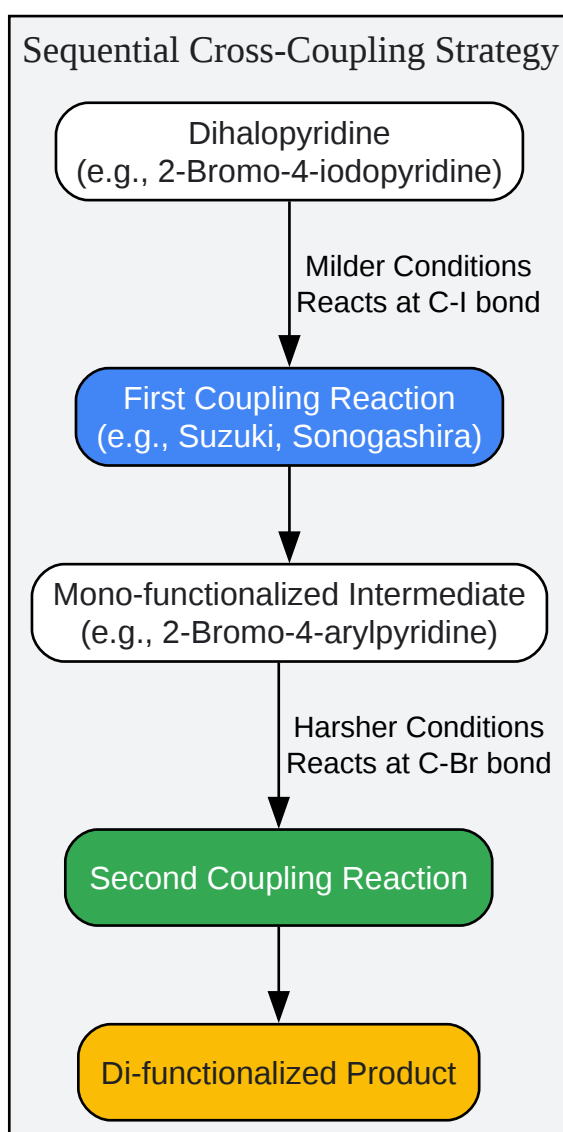 Sequential Cross-Coupling Strategy
Dihalopyridine
(e.g., 2-Bromo-4-iodopyridine)
Milder Conditions
Reacts at C-I bond
First Coupling Reaction
(e.g., Suzuki, Sonogashira)
Mono-functionalized Intermediate
(e.g., 2-Bromo-4-arylpyridine)
Harsher Conditions
Reacts at C-Br bond
Second Coupling Reaction
Di-functionalized Product